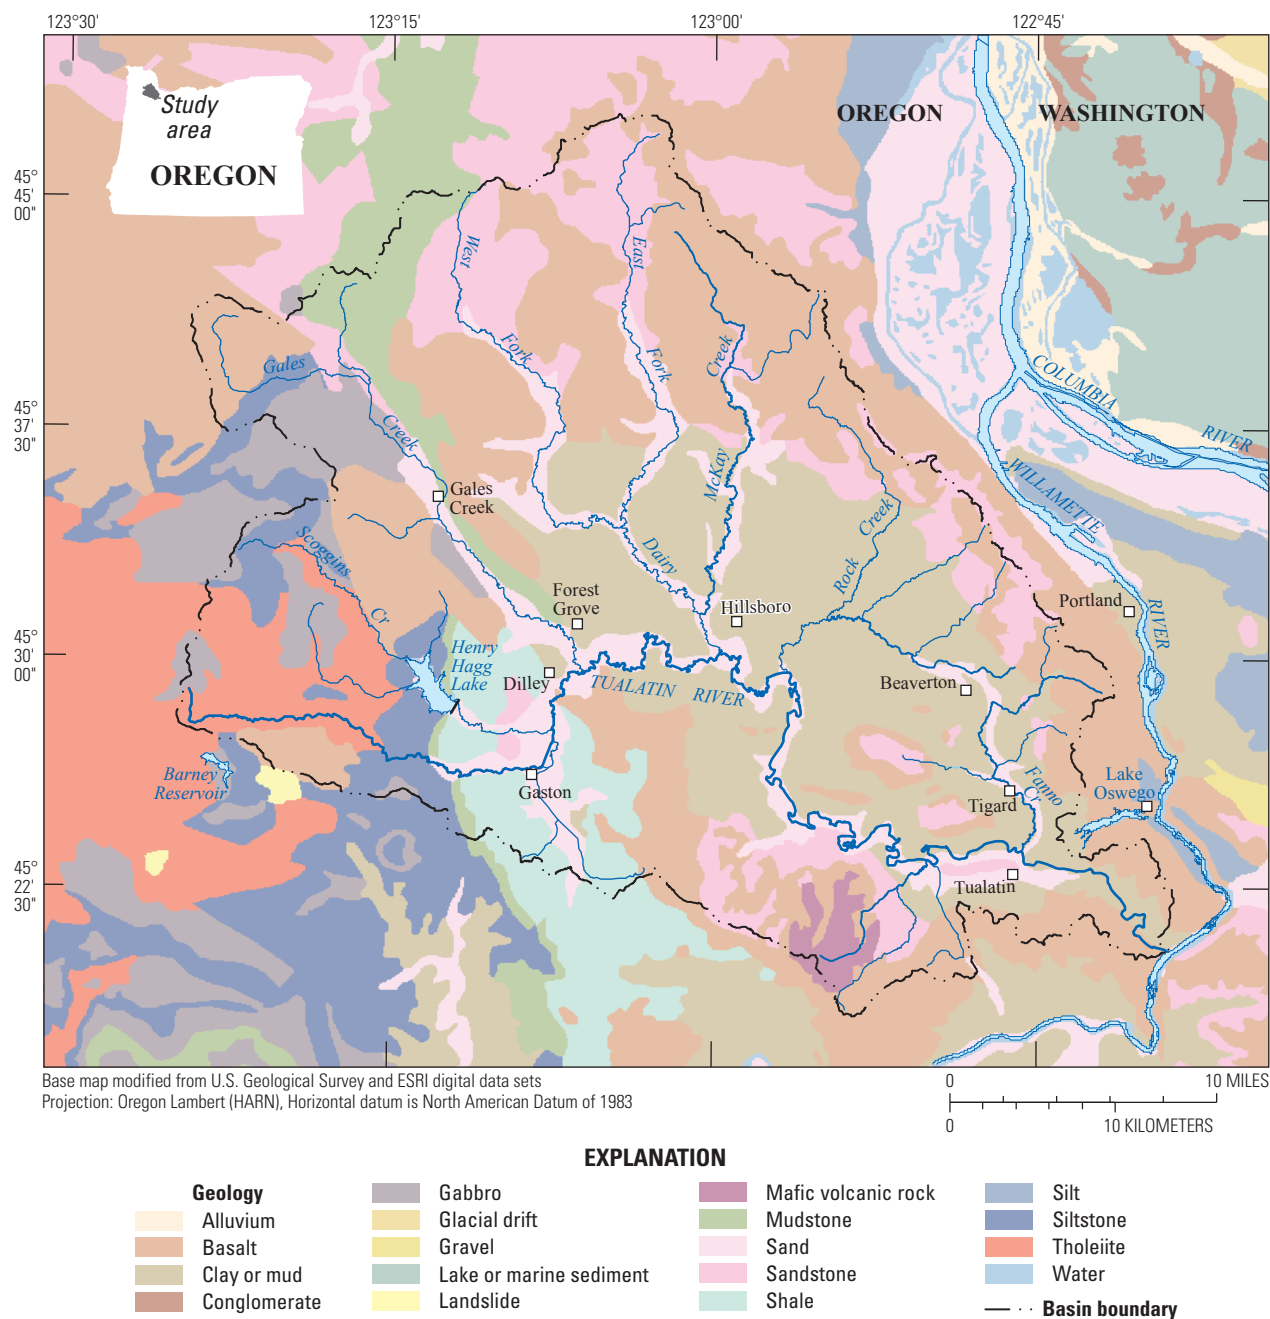 123°30'
123°15'
123°00'
122°45'
Study
area
OREGON
OREGON
WASHINGTON
45°
45'
00"
West
East
Fork
Fork
Creek
Gales
Creek
COLUMBIA
RIVER
45°
37'
30"
McKay
WILLAMETTE
Gales
Creek
Creek
Scoggins
Cr
Dairy
Rock
Forest
Grove
Hillsboro
Portland
RIVER
45°
30'
00"
Henry
Hagg
Lake
Dilley
TUALATIN RIVER
Beaverton
Barney
Reservoir
Gaston
Tigard
Fanno
Cr
Lake
Oswego
45°
22'
30"
Tualatin
Base map modified from U.S. Geological Survey and ESRI digital data sets
Projection: Oregon Lambert (HARN), Horizontal datum is North American Datum of 1983
0
10 MILES
0
10 KILOMETERS
EXPLANATION
Geology
Alluvium
Basalt
Clay or mud
Conglomerate
Gabbro
Glacial drift
Gravel
Lake or marine sediment
Landslide
Mafic volcanic rock
Mudstone
Sand
Sandstone
Shale
Silt
Siltstone
Tholeiite
Water
Basin boundary